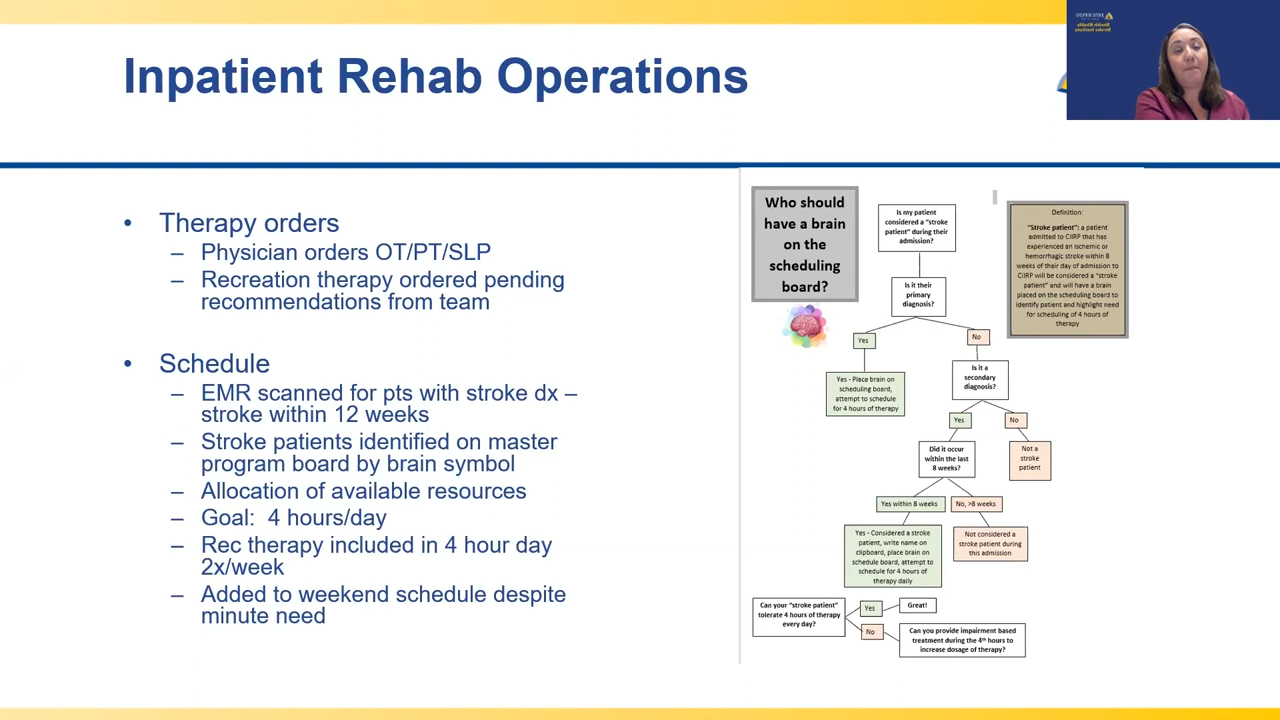 Inpatient Rehab Operations
• Therapy orders
– Physician orders OT/PT/SLP
– Recreation therapy ordered pending
recommendations from team
• Schedule
– EMR scanned for pts with stroke dx –
stroke within 12 weeks
– Stroke patients identified on master
program board by brain symbol
– Allocation of available resources
– Goal:  4 hours/day
– Rec therapy included in 4 hour day
2x/week
– Added to weekend schedule despite
minute need
Who should
have a brain
on the
scheduling
board?
Is my patient
considered a "stroke
patient" during their
admission?
Definition:
"Stroke patient": a patient
admitted to CIIRP that has
experienced an ischemic or
hemorrhagic stroke within 8
weeks of their day of admission to
CIIRP will be considered a "stroke
patient" and will have a brain
placed on the scheduling board to
identify patient and highlight need
for scheduling of 4 hours of
therapy
Is it their
primary
diagnosis?
Yes
No
Yes - Place brain on
scheduling board,
attempt to schedule
for 4 hours of therapy
Is it a
secondary
diagnosis?
Yes
No
Did it occur
within the last
8 weeks?
Not a
stroke
patient
Yes within 8 weeks
No, >8 weeks
Yes - Considered a stroke
patient, write name on
clipboard, place brain on
schedule board, attempt to
schedule for 4 hours of
therapy daily
Not considered a
stroke patient during
this admission
Can your "stroke patient"
tolerate 4 hours of therapy
every day?
Yes
Great!
No
Can you provide impairment based
treatment during the 4th hours to
increase dosage of therapy?